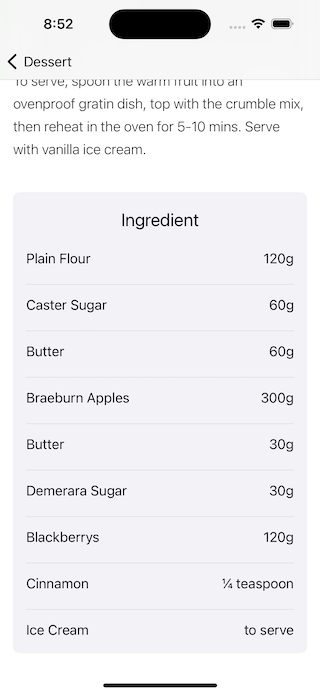 8:52
Dessert
To serve, spoon the warm fruit into an
ovenproof gratin dish, top with the crumble mix,
then reheat in the oven for 5-10 mins. Serve
with vanilla ice cream.
Ingredient
Plain Flour 120g
Caster Sugar 60g
Butter 60g
Braeburn Apples 300g
Butter 30g
Demerara Sugar 30g
Blackberrys 120g
Cinnamon ¼ teaspoon
Ice Cream to serve